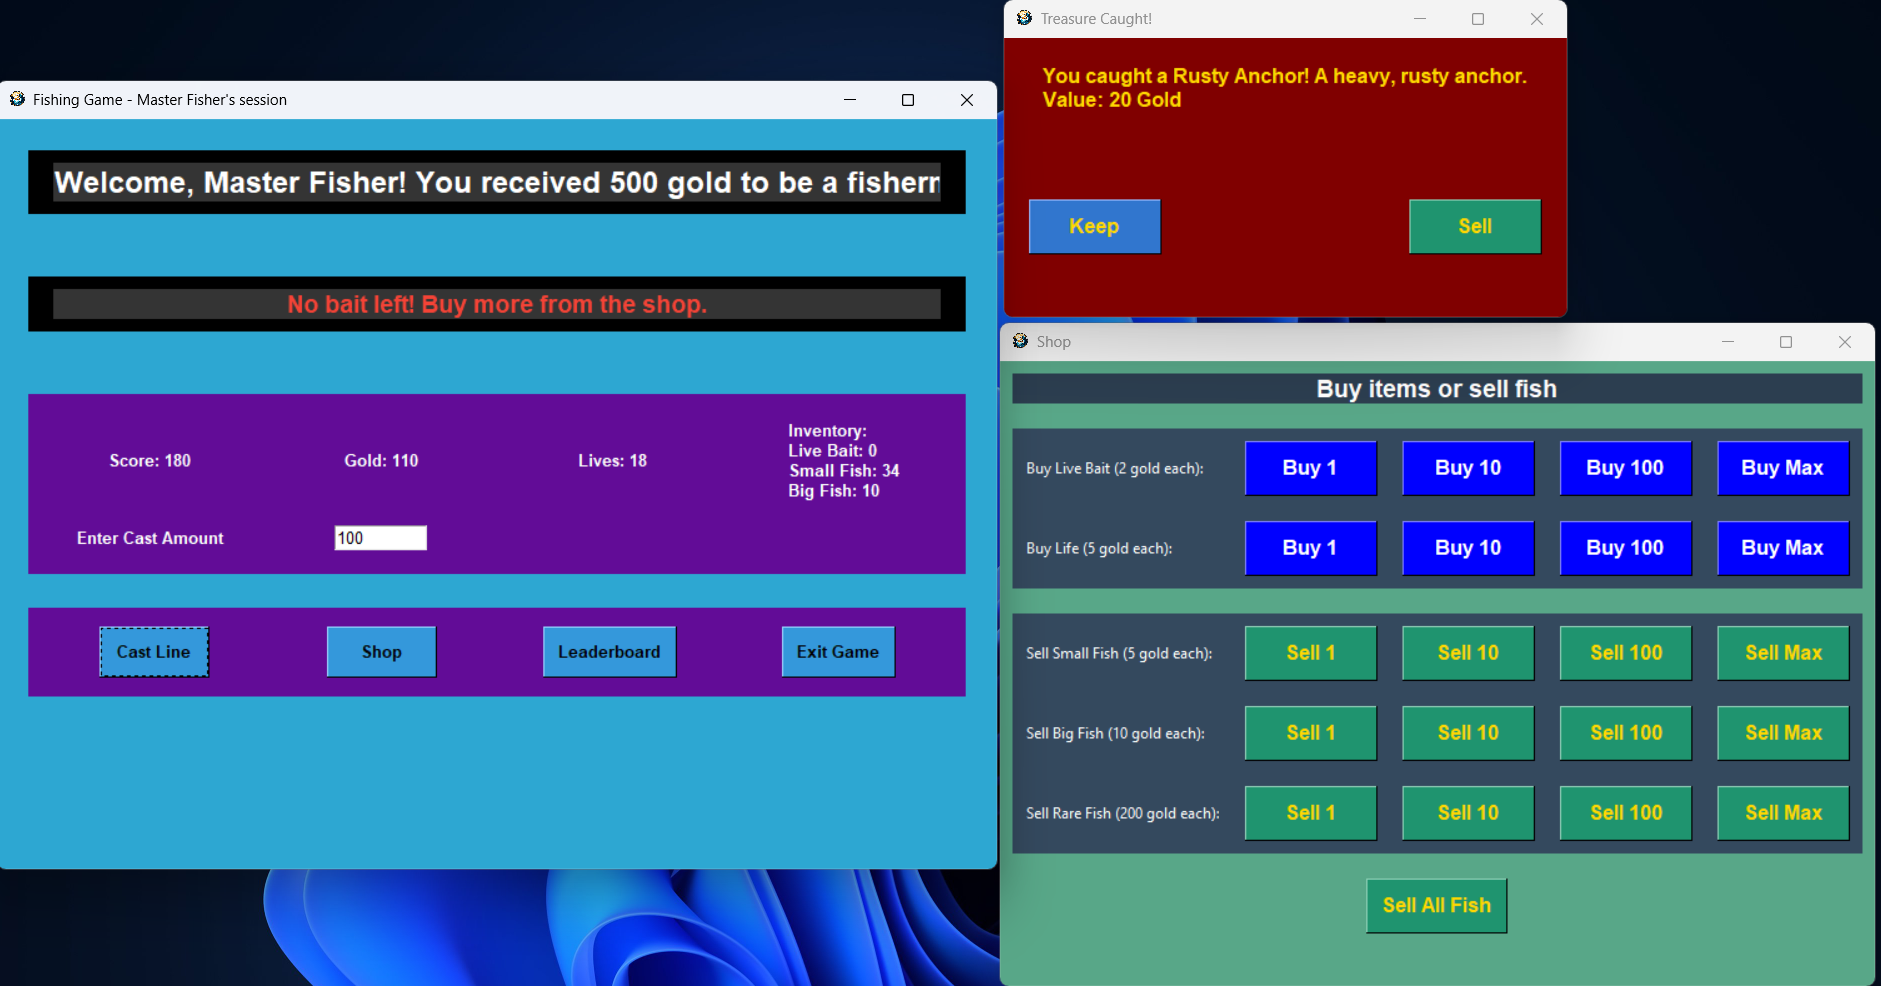 Fishing Game - Master Fisher's session
Welcome, Master Fisher! You received 500 gold to be a
No bait left! Buy more from the shop.
Score: 180
Gold: 110
Lives: 18
Inventory:
Live Bait: 0
Small Fish: 34
Big Fish: 10
Enter Cast Amount
100
Cast Line
Shop
Leaderboard
Exit Game
Treasure Caught!
You caught a Rusty Anchor! A heavy, rusty anchor.
Value: 20 Gold
Keep
Sell
Shop
Buy items or sell fish
Buy Live Bait (2 gold each):
Buy 1
Buy 10
Buy 100
Buy Max
Buy Life (5 gold each):
Buy 1
Buy 10
Buy 100
Buy Max
Sell Small Fish (5 gold each):
Sell 1
Sell 10
Sell 100
Sell Max
Sell Big Fish (10 gold each):
Sell 1
Sell 10
Sell 100
Sell Max
Sell Rare Fish (200 gold each):
Sell 1
Sell 10
Sell 100
Sell Max
Sell All Fish